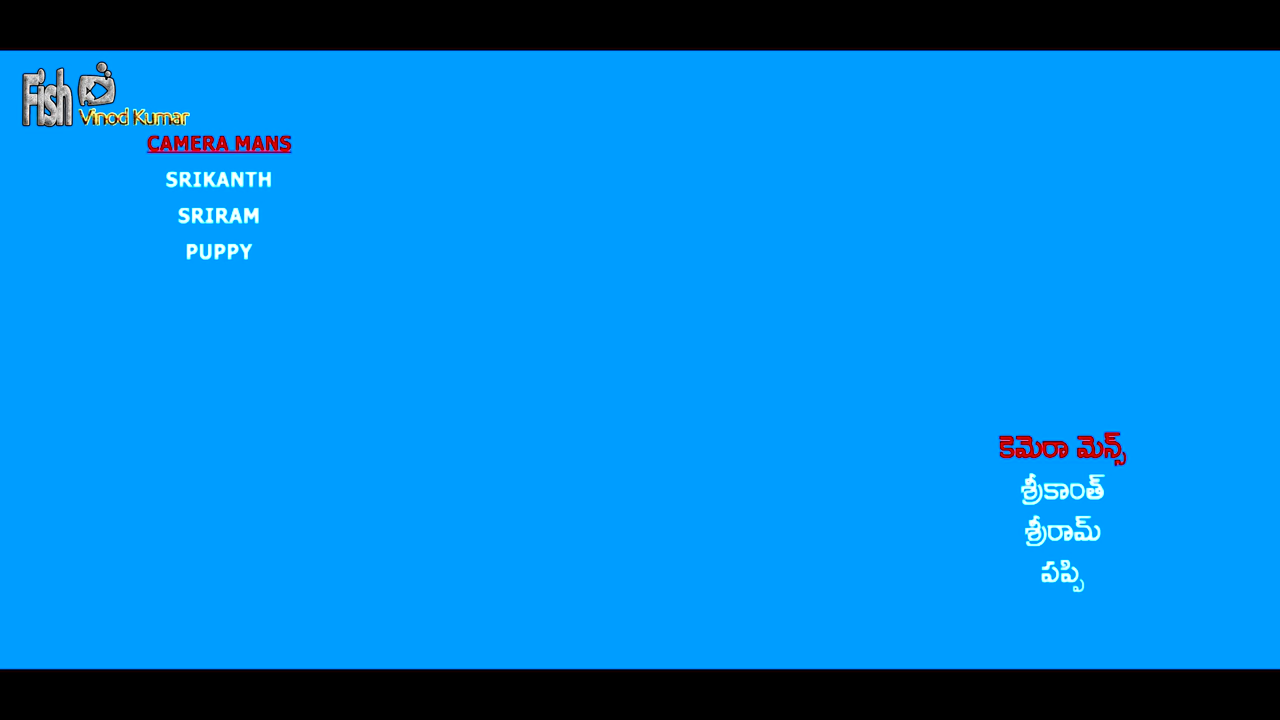 Fish
Vinod Kumar
CAMERA MANS
SRIKANTH
SRIRAM
PUPPY
కెమెరా మెన్స్
శ్రీకాంత్
శ్రీరామ్
పప్పి